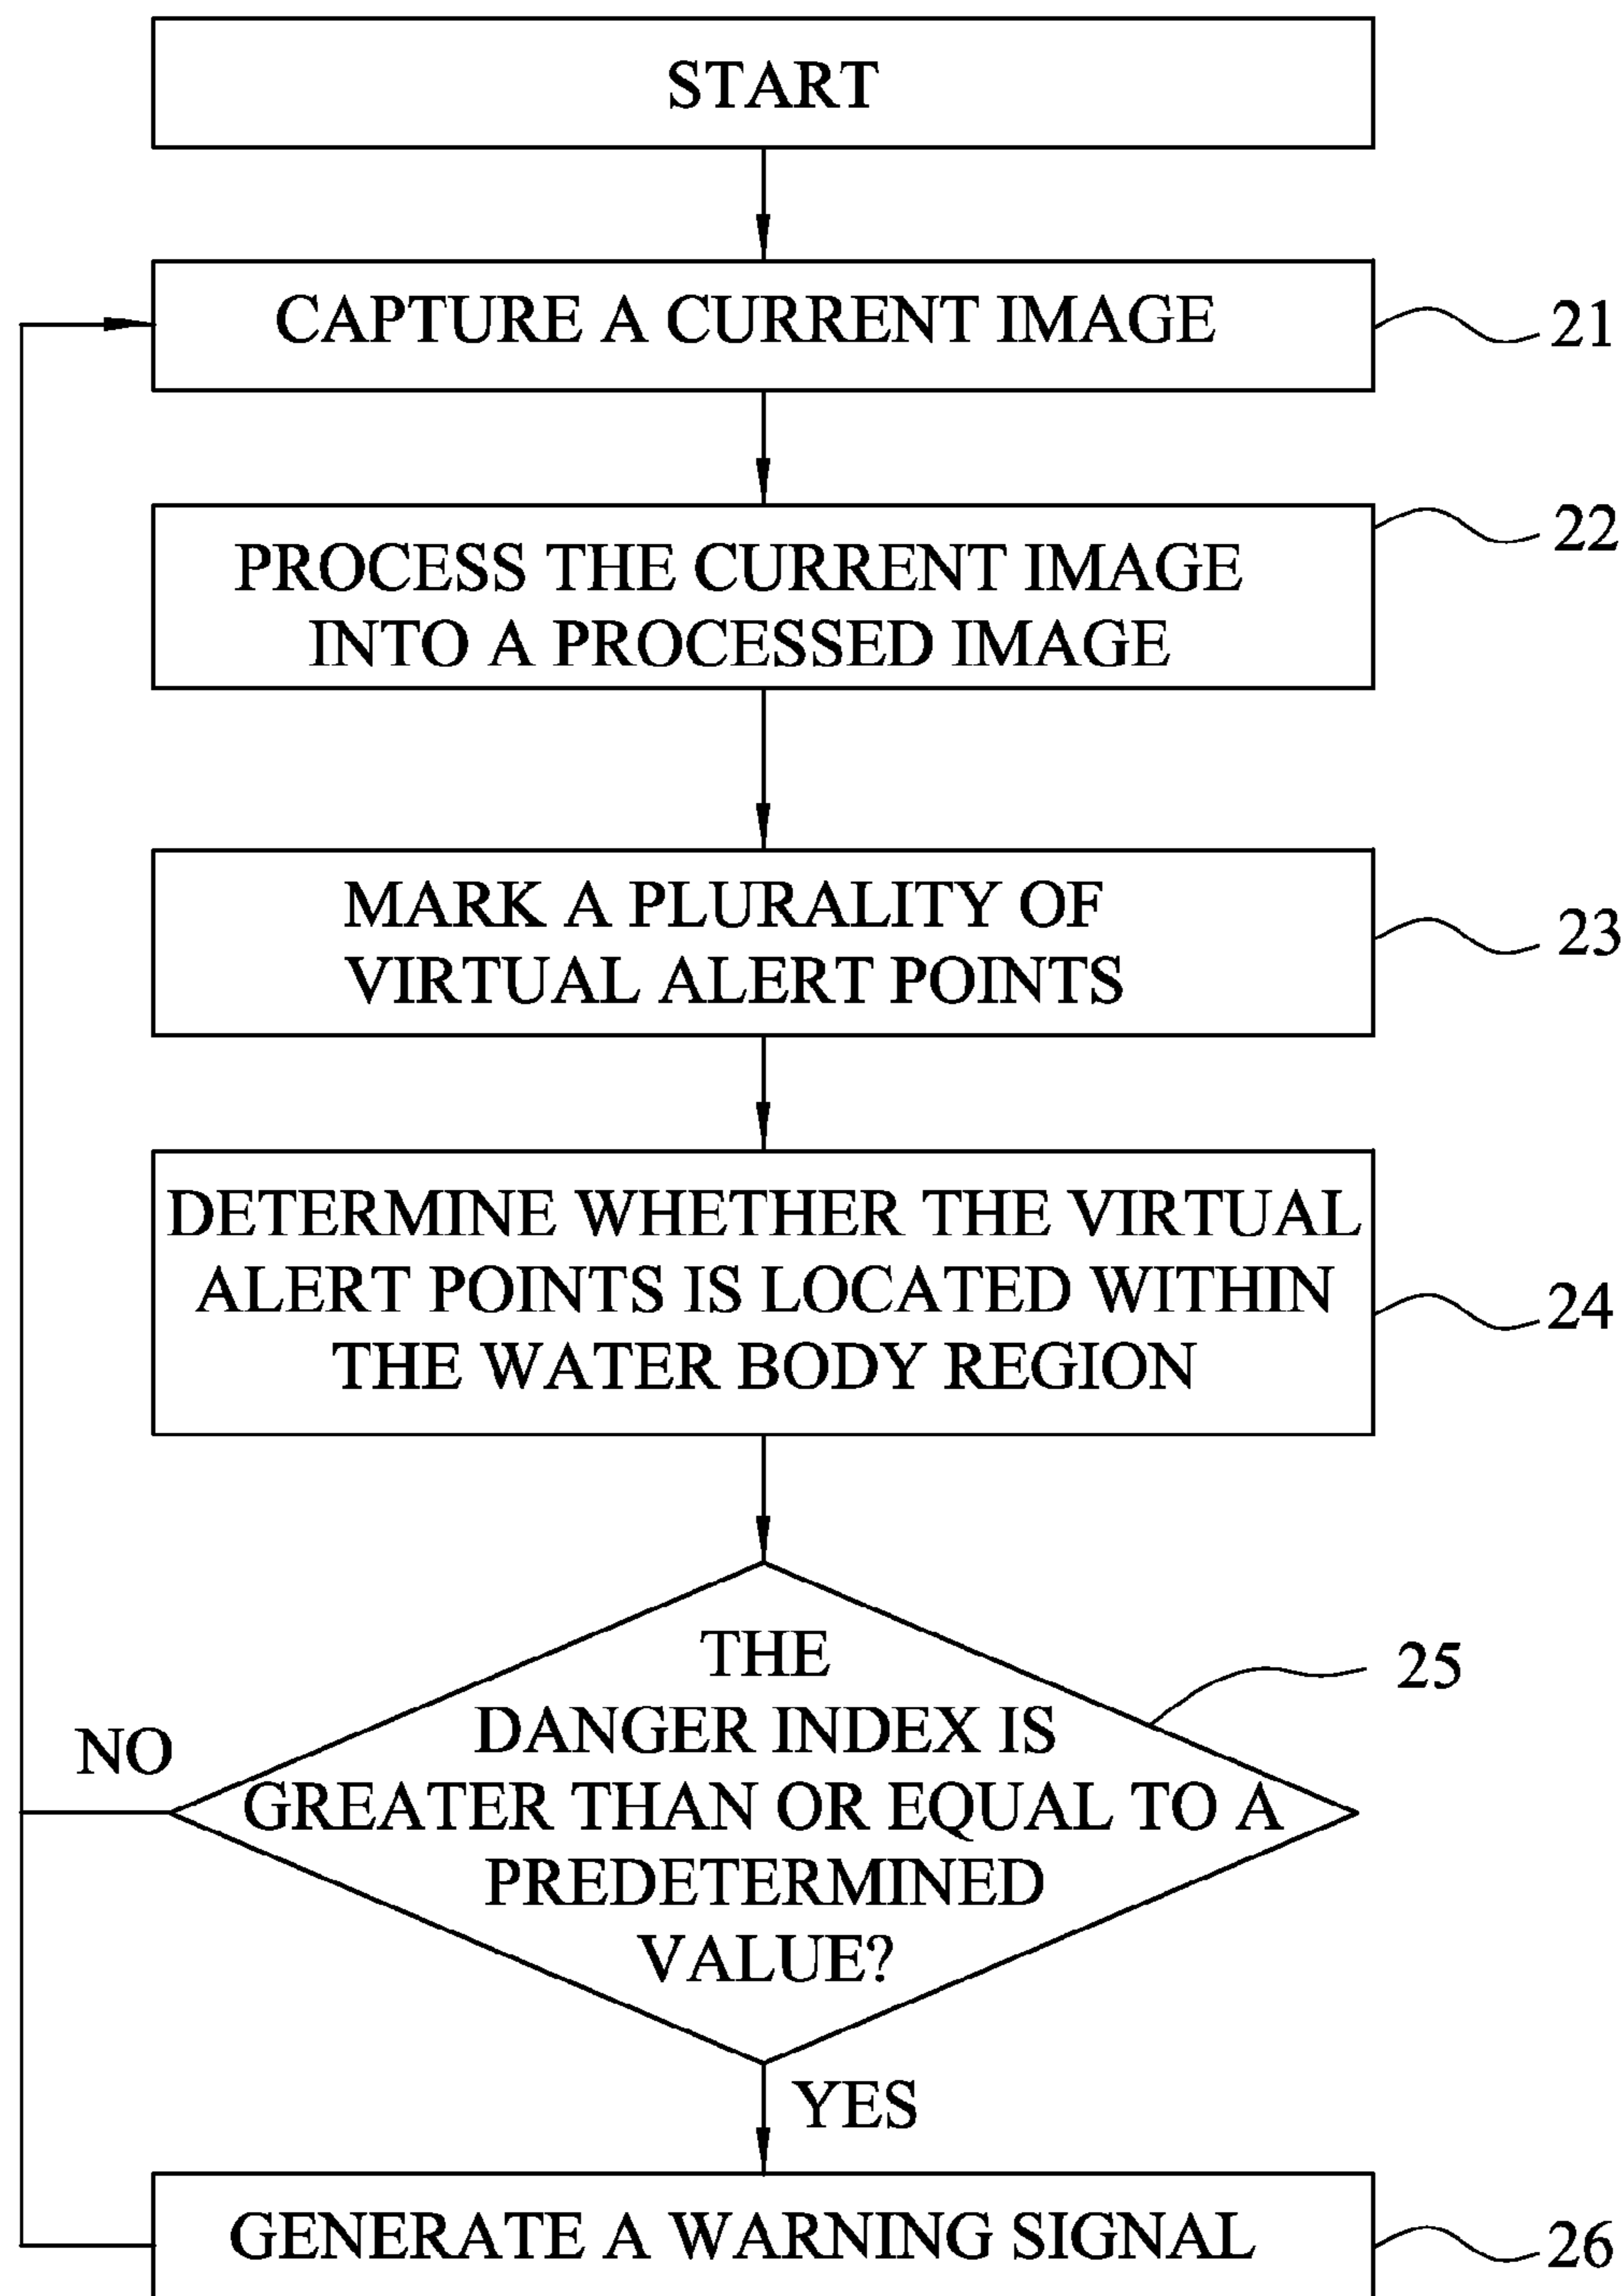 START
CAPTURE A CURRENT IMAGE
21
PROCESS THE CURRENT IMAGE
INTO A PROCESSED IMAGE
22
MARK A PLURALITY OF
VIRTUAL ALERT POINTS
23
DETERMINE WHETHER THE VIRTUAL
ALERT POINTS IS LOCATED WITHIN
THE WATER BODY REGION
24
THE
DANGER INDEX IS
GREATER THAN OR EQUAL TO A
PREDETERMINED
VALUE?
25
NO
YES
GENERATE A WARNING SIGNAL
26